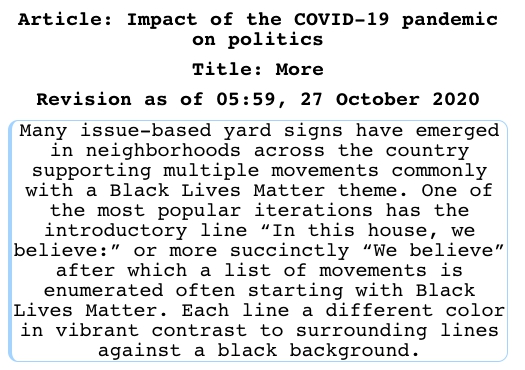 Article: Impact of the COVID-19 pandemic
on politics
Title: More
Revision as of 05:59, 27 October 2020
Many issue-based yard signs have emerged
in neighborhoods across the country
supporting multiple movements commonly
with a Black Lives Matter theme. One of
the most popular iterations has the
introductory line “In this house, we
believe:” or more succinctly “We believe”
after which a list of movements is
enumerated often starting with Black
Lives Matter. Each line a different color
in vibrant contrast to surrounding lines
against a black background.